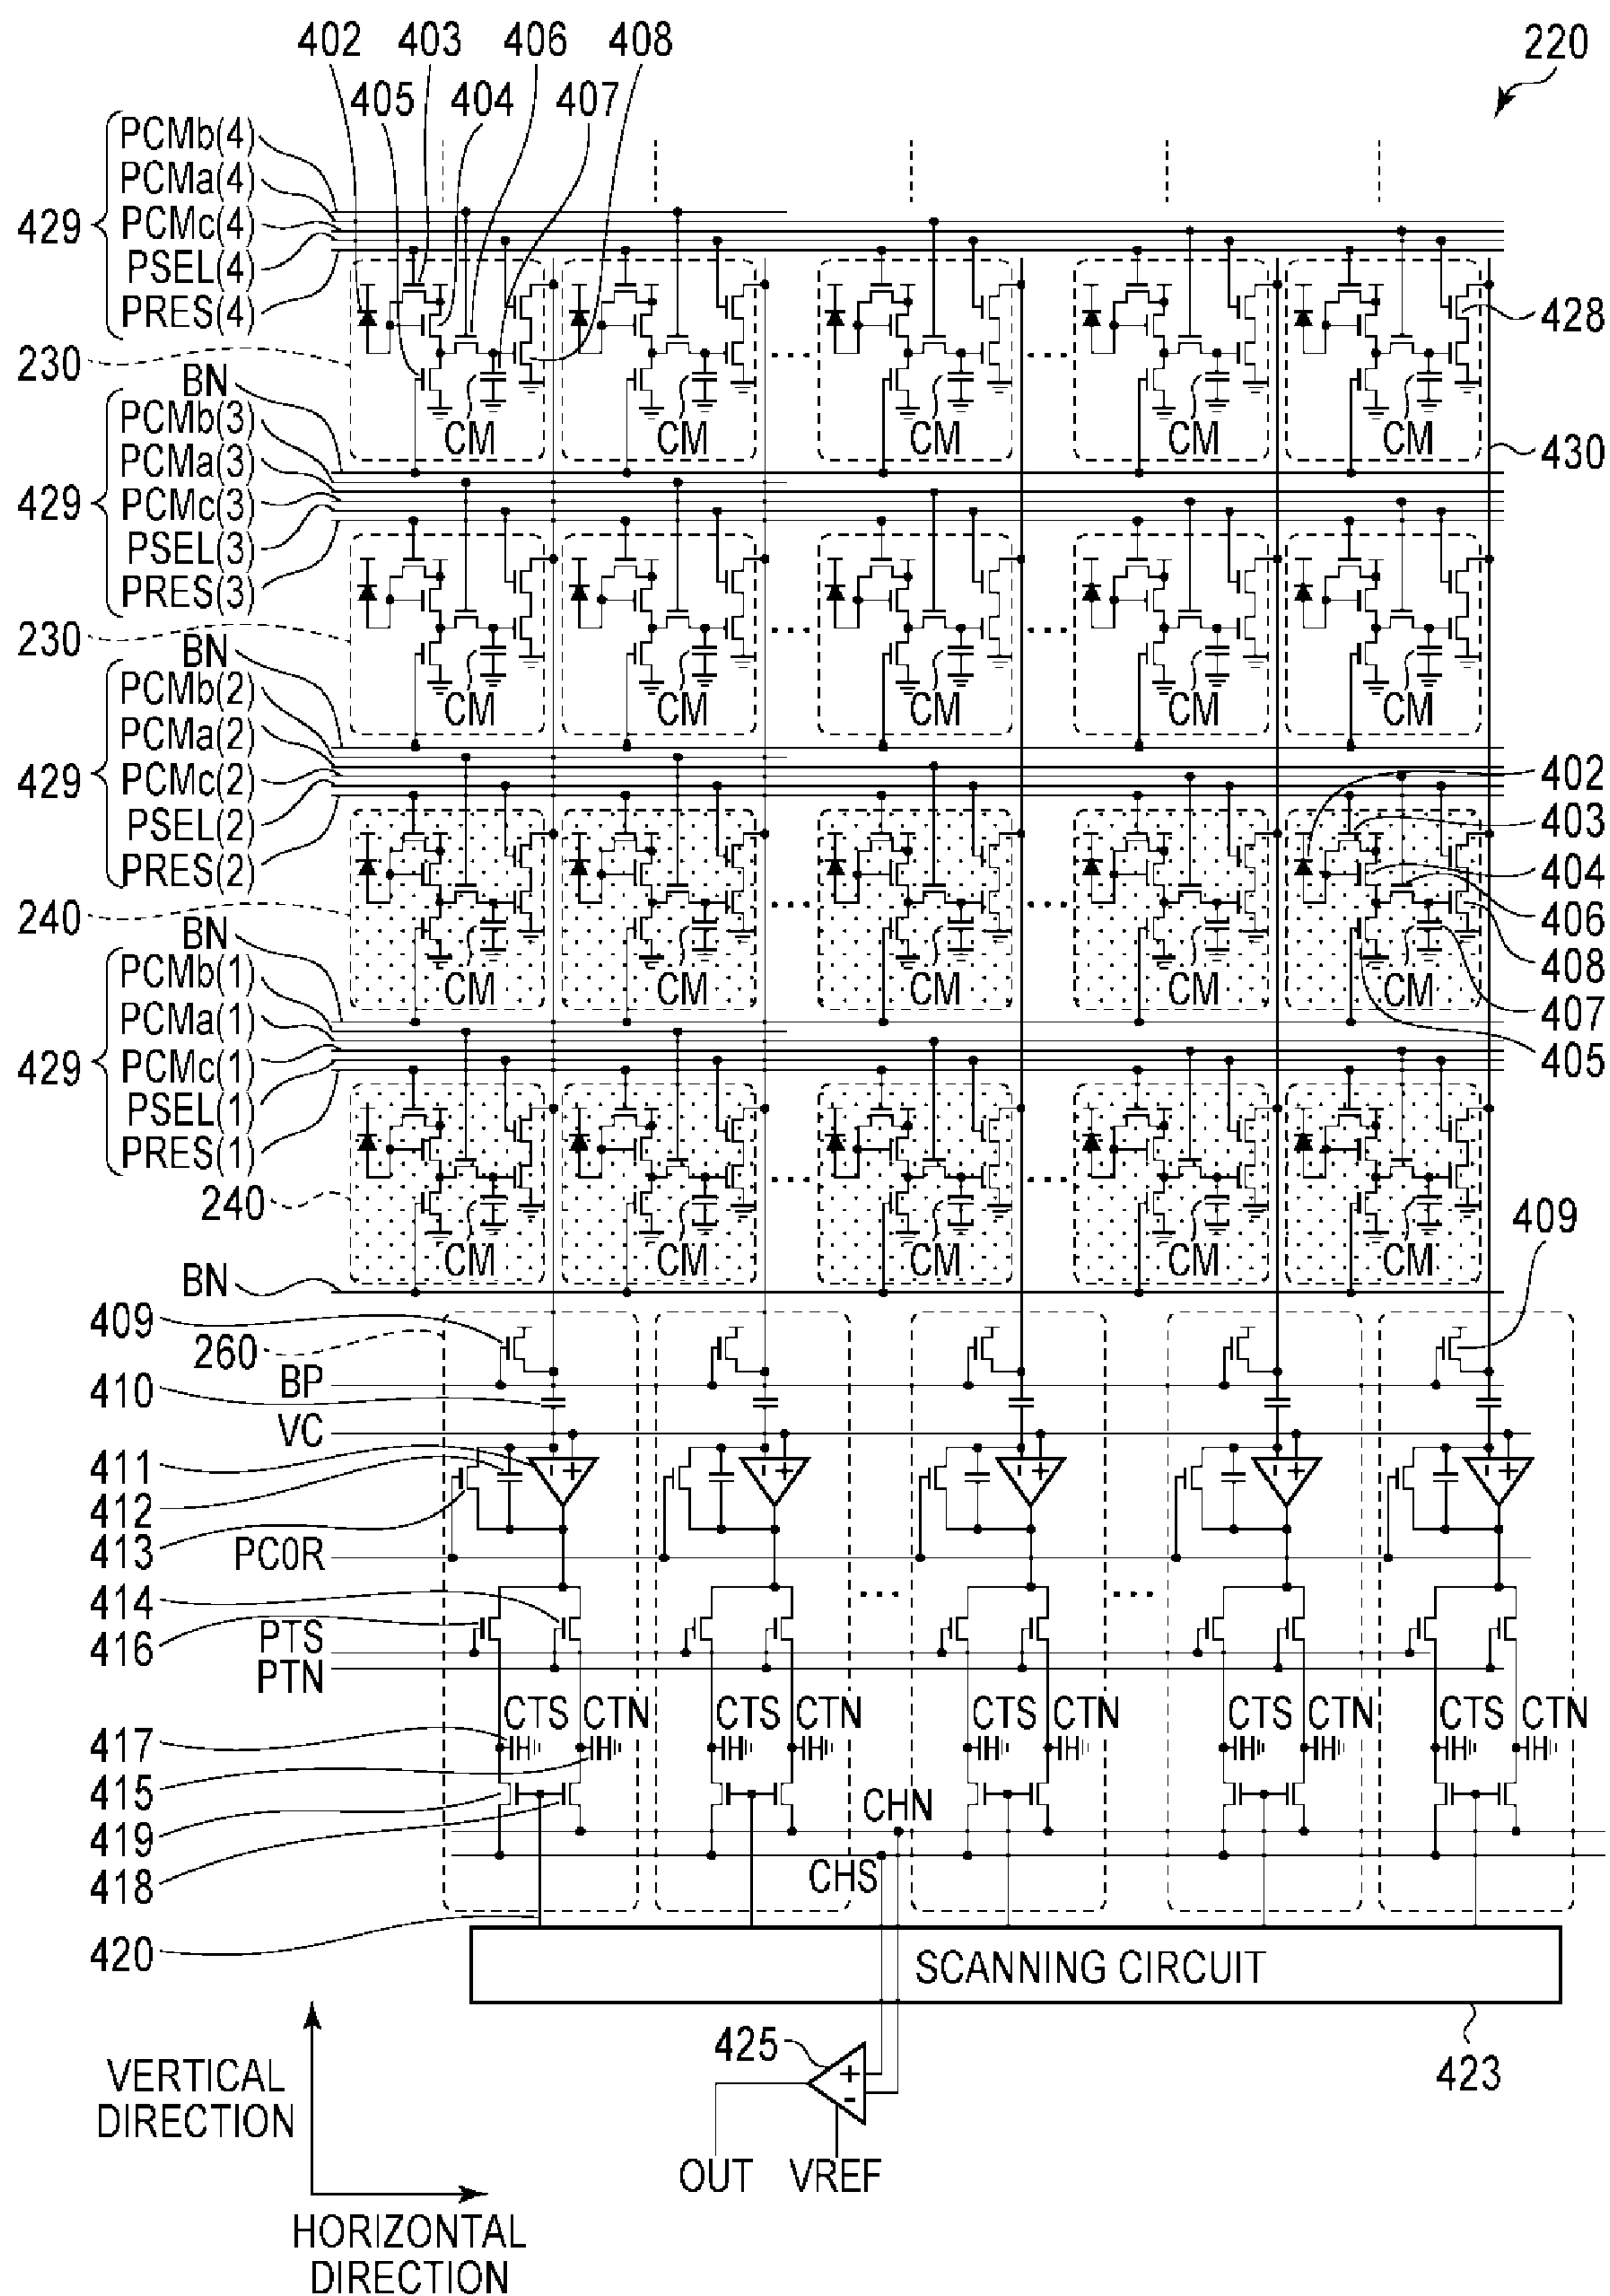 402 403 406 408
220
405 404 407
PCMb(4)
PCMa(4)
429 PCMc(4)
PSEL(4)
PRES(4)
428
230
BN
CM CM CM CM CM
430
PCMb(3)
PCMa(3)
429 PCMc(3)
PSEL(3)
PRES(3)
230
BN
CM CM CM CM CM
PCMb(2)
PCMa(2)
429 PCMc(2)
PSEL(2)
PRES(2)
402
403
404
406
408
407
405
240
BN
CM CM CM CM CM
PCMb(1)
PCMa(1)
429 PCMc(1)
PSEL(1)
PRES(1)
240
CM CM CM CM CM
409
BN
409
260
BP
410
VC
411
- + - + - + - + - +
412
413 PC0R
414
416 PTS
PTN
CTS CTN CTS CTN CTS CTN CTS CTN CTS CTN
417
415
419
418
CHN
CHS
420
SCANNING CIRCUIT
425
+
-
423
OUT VREF
VERTICAL
DIRECTION
HORIZONTAL
DIRECTION